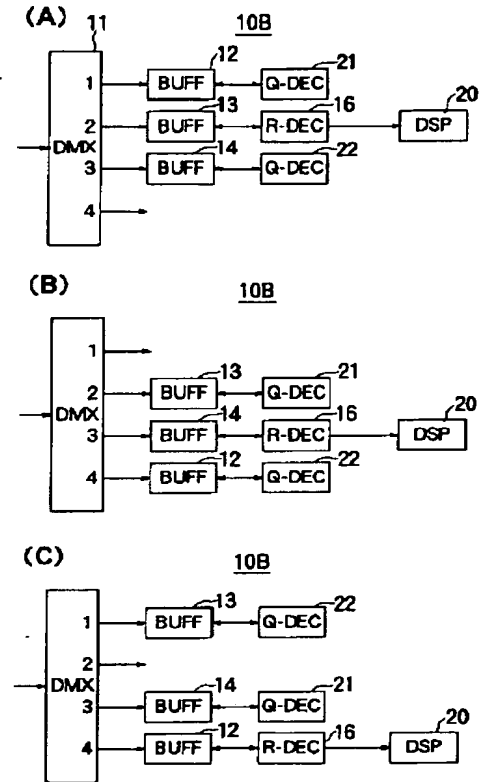 (A)
11
10B
12
21
1
BUFF
Q-DEC
13
16
20
2
BUFF
R-DEC
DSP
DMX
14
22
3
BUFF
Q-DEC
4
(B)
10B
1
13
21
2
BUFF
Q-DEC
DMX
14
16
20
3
BUFF
R-DEC
DSP
12
22
4
BUFF
Q-DEC
(C)
10B
13
22
1
BUFF
Q-DEC
2
DMX
14
21
3
BUFF
Q-DEC
12
16
20
4
BUFF
R-DEC
DSP